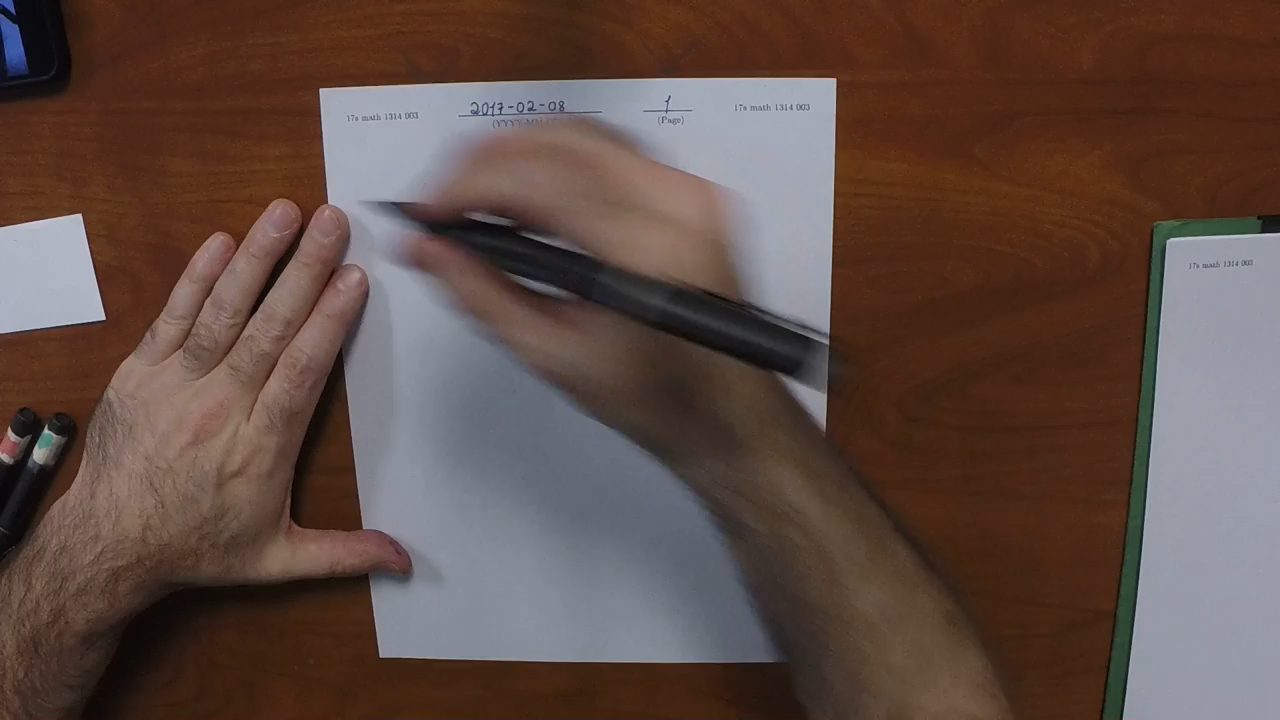 17s math 1314 003
2017-02-08
1
17s math 1314 003
(Page)
17s math 1314 003